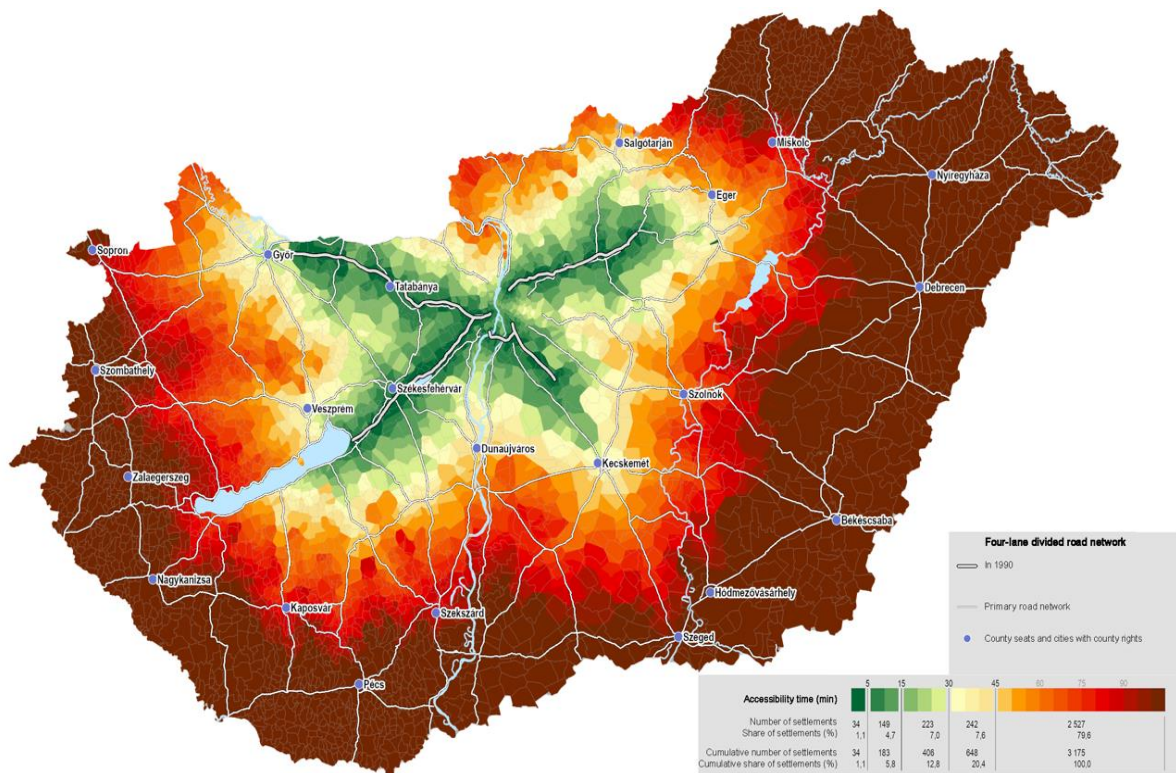 Salgótarján
Miskolc
Nyíregyháza
Eger
Sopron
Győr
Tatabánya
Debrecen
Szombathely
Székesfehérvár
Szolnok
Veszprém
Dunaújváros
Kecskemét
Zalaegerszeg
Békéscsaba
Nagykanizsa
Kaposvár
Szekszárd
Hódmezővásárhely
Szeged
Pécs
Four-lane divided road network
In 1990
Primary road network
County seats and cities with county rights
5 15 30 45 60 75 90
Accessibility time (min)
Number of settlements 34 149 223 242 2 527
Share of settlements (%) 1,1 4,7 7,0 7,6 79,6
Cumulative number of settlements 34 183 406 648 3 175
Cumulative share of settlements (%) 1,1 5,8 12,8 20,4 100,0